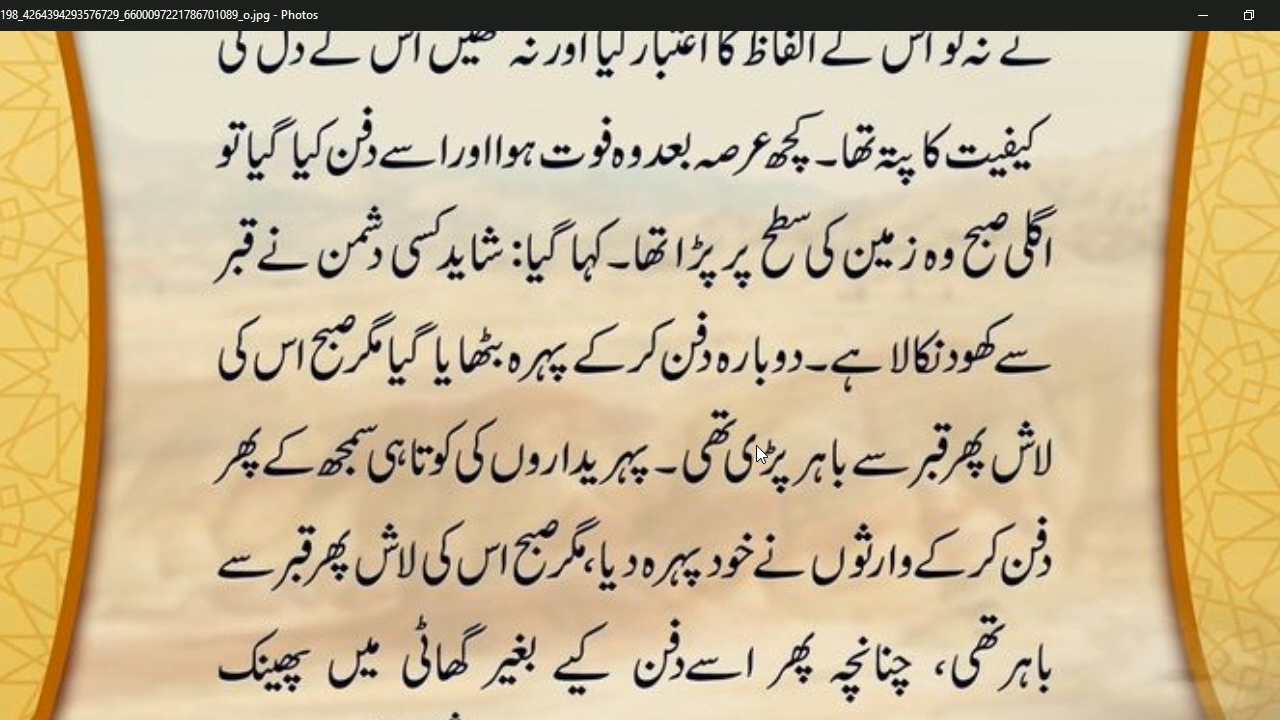 198_4264394293576729_6600097221786701089_o.jpg - Photos
نے نہ تو اس کے الفاظ کا اعتبار کیا اور نہ تمھیں اس کے دل کی
کیفیت کا پتہ تھا۔ کچھ عرصہ بعد وہ فوت ہوا اور اسے دفن کیا گیا تو
اگلی صبح وہ زمین کی سطح پر پڑا تھا۔ کہا گیا: شاید کسی دشمن نے قبر
سے کھود نکالا ہے۔ دوبارہ دفن کرکے پہرہ بٹھایا گیا مگر صبح اس کی
لاش پھر قبر سے باہر پڑی تھی۔ پہریداروں کی کوتاہی سمجھ کے پھر
دفن کرکے وارثوں نے خود پہرہ دیا، مگر صبح اس کی لاش پھر قبر سے
باہر تھی، چنانچہ پھر اسے دفن کیے بغیر گھاٹی میں پھینک